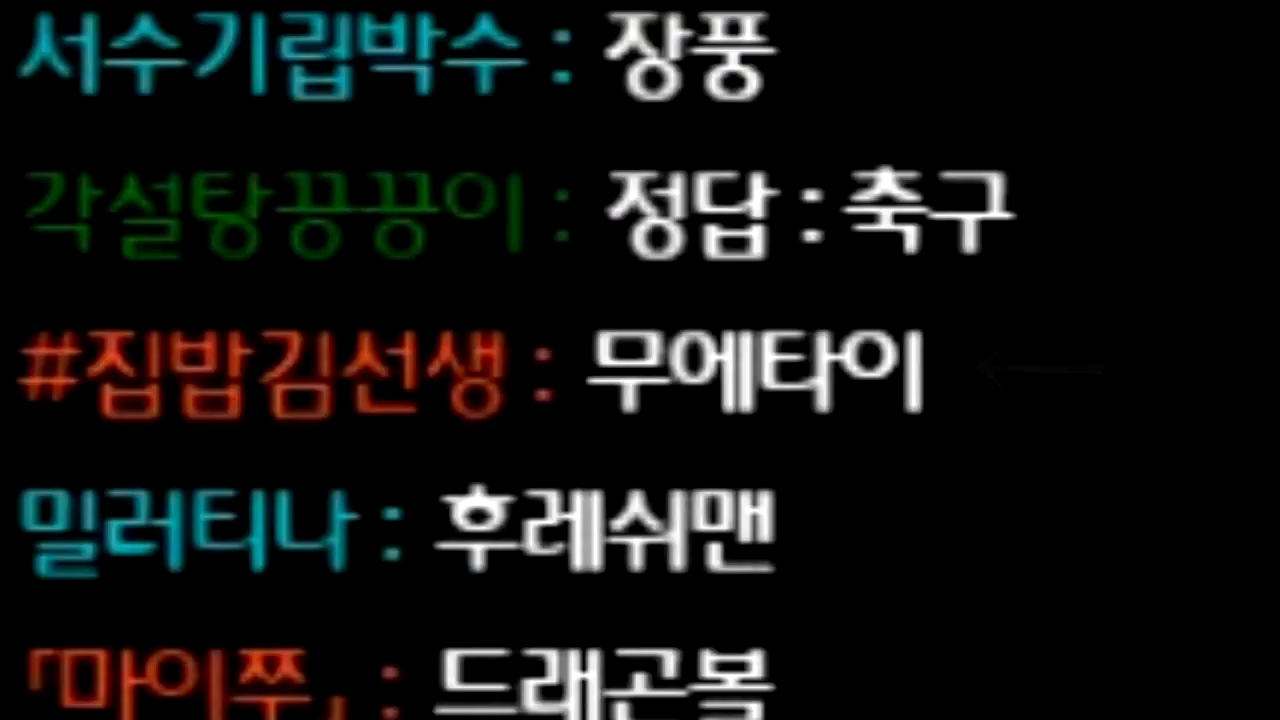 서수기립박수 : 장풍
각설탕끙끙이 : 정답 : 축구
#집밥김선생 : 무에타이
밀러티나 : 후레쉬맨
「마이쭈」 : 드래곤볼